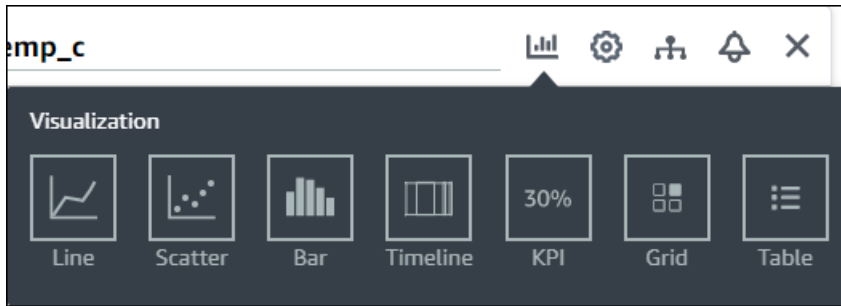 emp_c
Visualization
30%
Line Scatter Bar Timeline KPI Grid Table